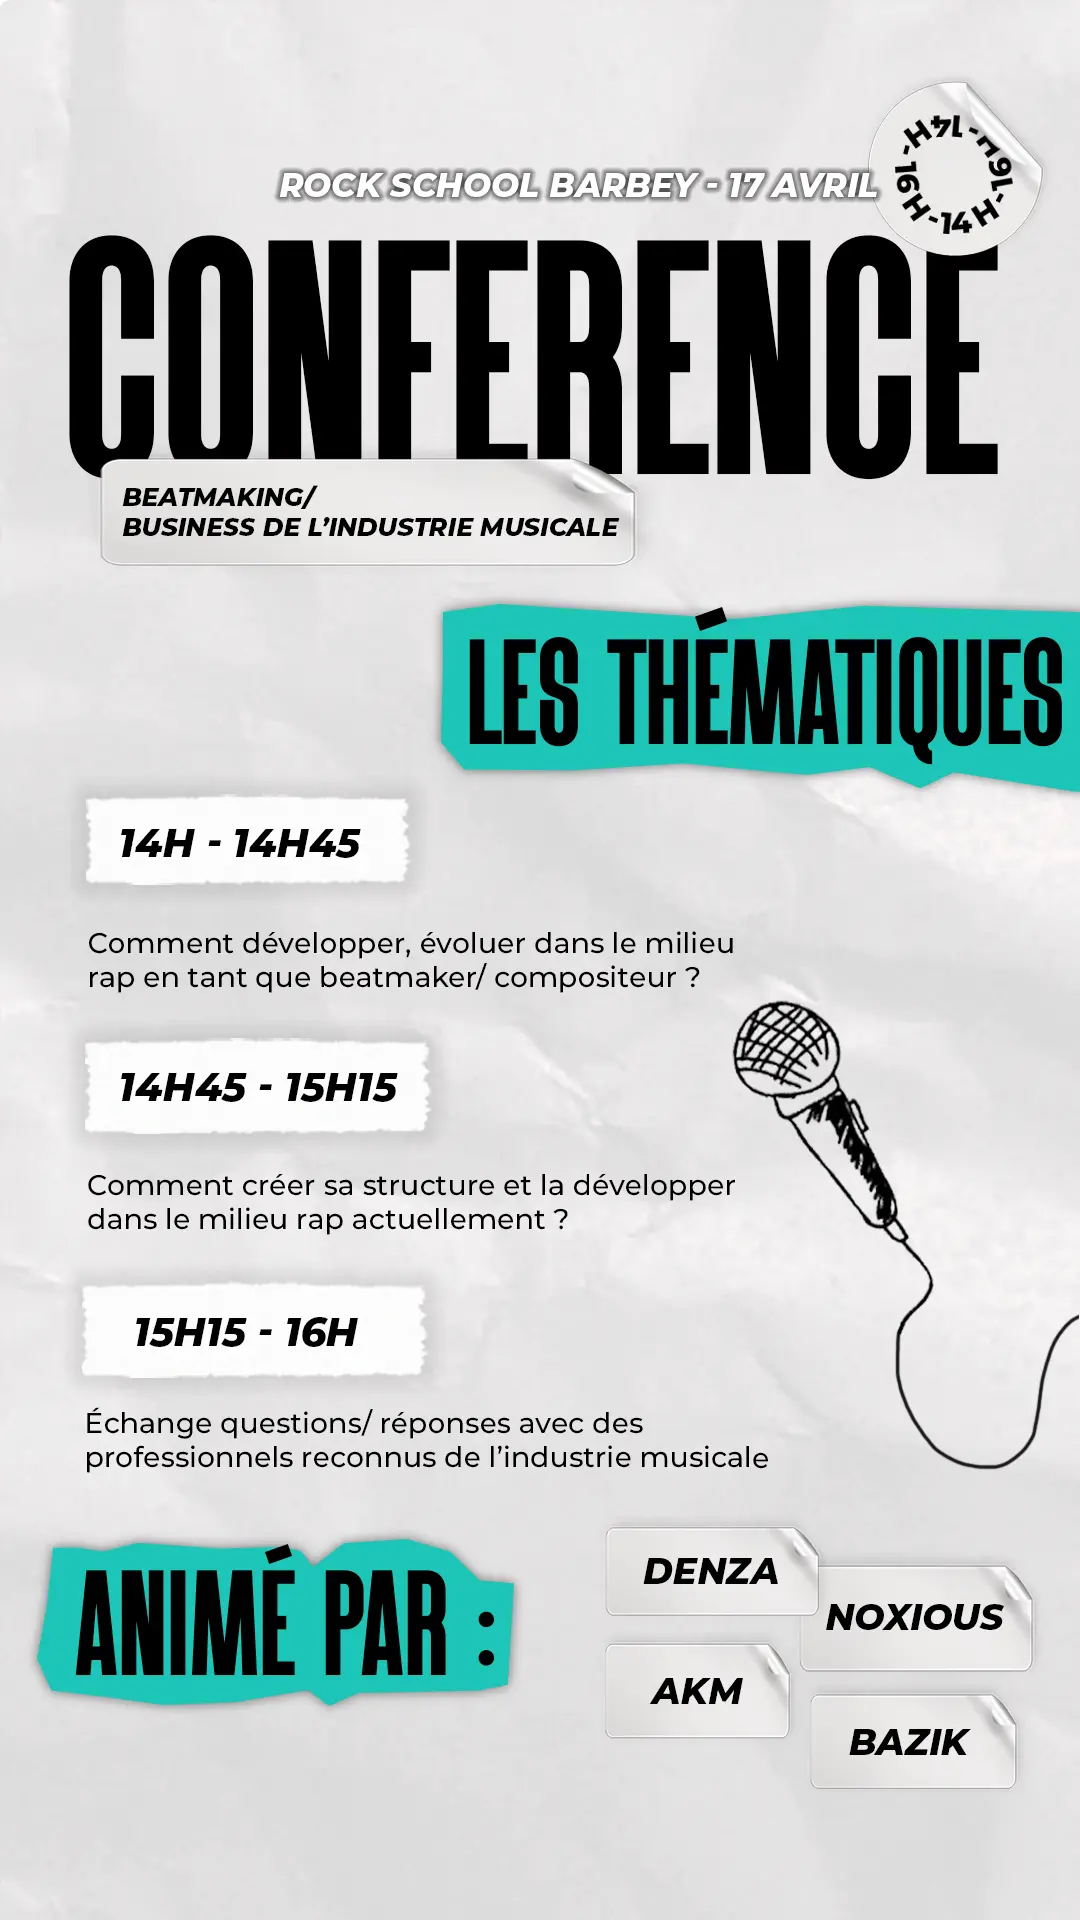 ROCK SCHOOL BARBEY - 17 AVRIL
14H - 16H - 14H - 16H -
CONFERENCE
BEATMAKING/
BUSINESS DE L’INDUSTRIE MUSICALE
LES THÉMATIQUES
14H - 14H45
Comment développer, évoluer dans le milieu
rap en tant que beatmaker/ compositeur ?
14H45 - 15H15
Comment créer sa structure et la développer
dans le milieu rap actuellement ?
15H15 - 16H
Échange questions/ réponses avec des
professionnels reconnus de l’industrie musicale
ANIMÉ PAR :
DENZA
NOXIOUS
AKM
BAZIK